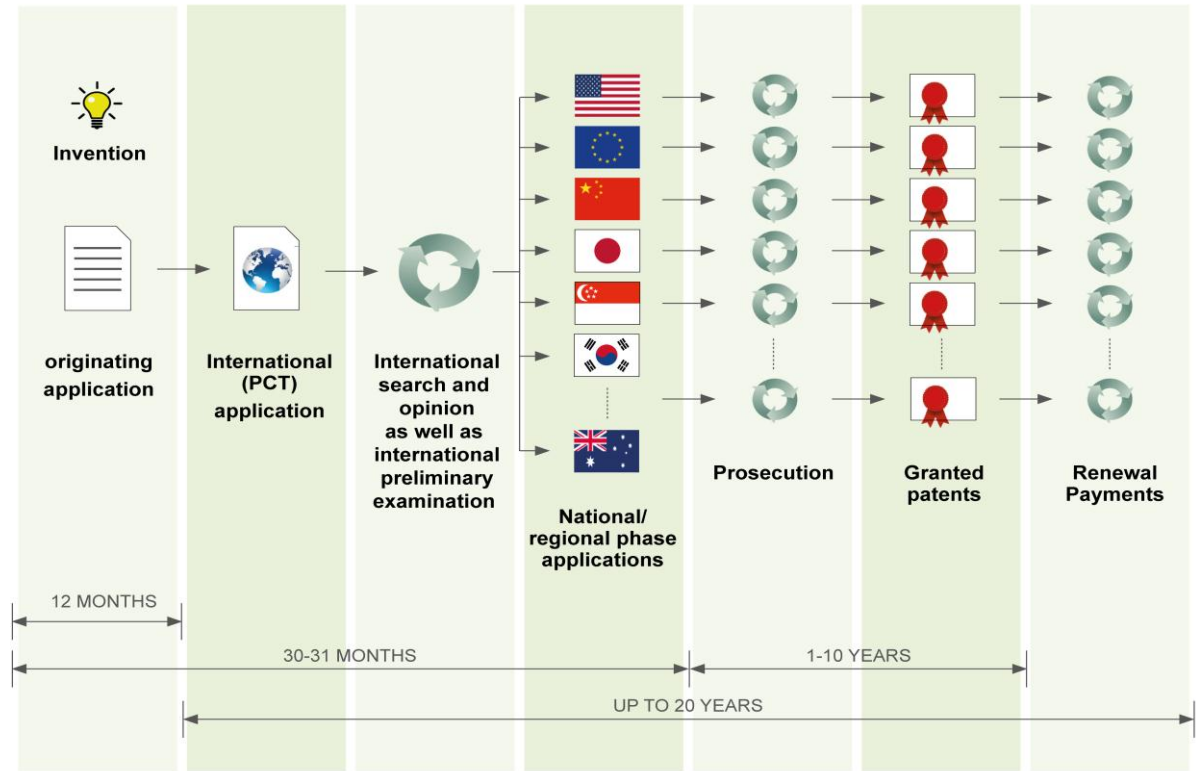 Invention
originating
application
International
(PCT)
application
International
search and
opinion
as well as
international
preliminary
examination
National/
regional phase
applications
Prosecution
Granted
patents
Renewal
Payments
12 MONTHS
30-31 MONTHS
1-10 YEARS
UP TO 20 YEARS